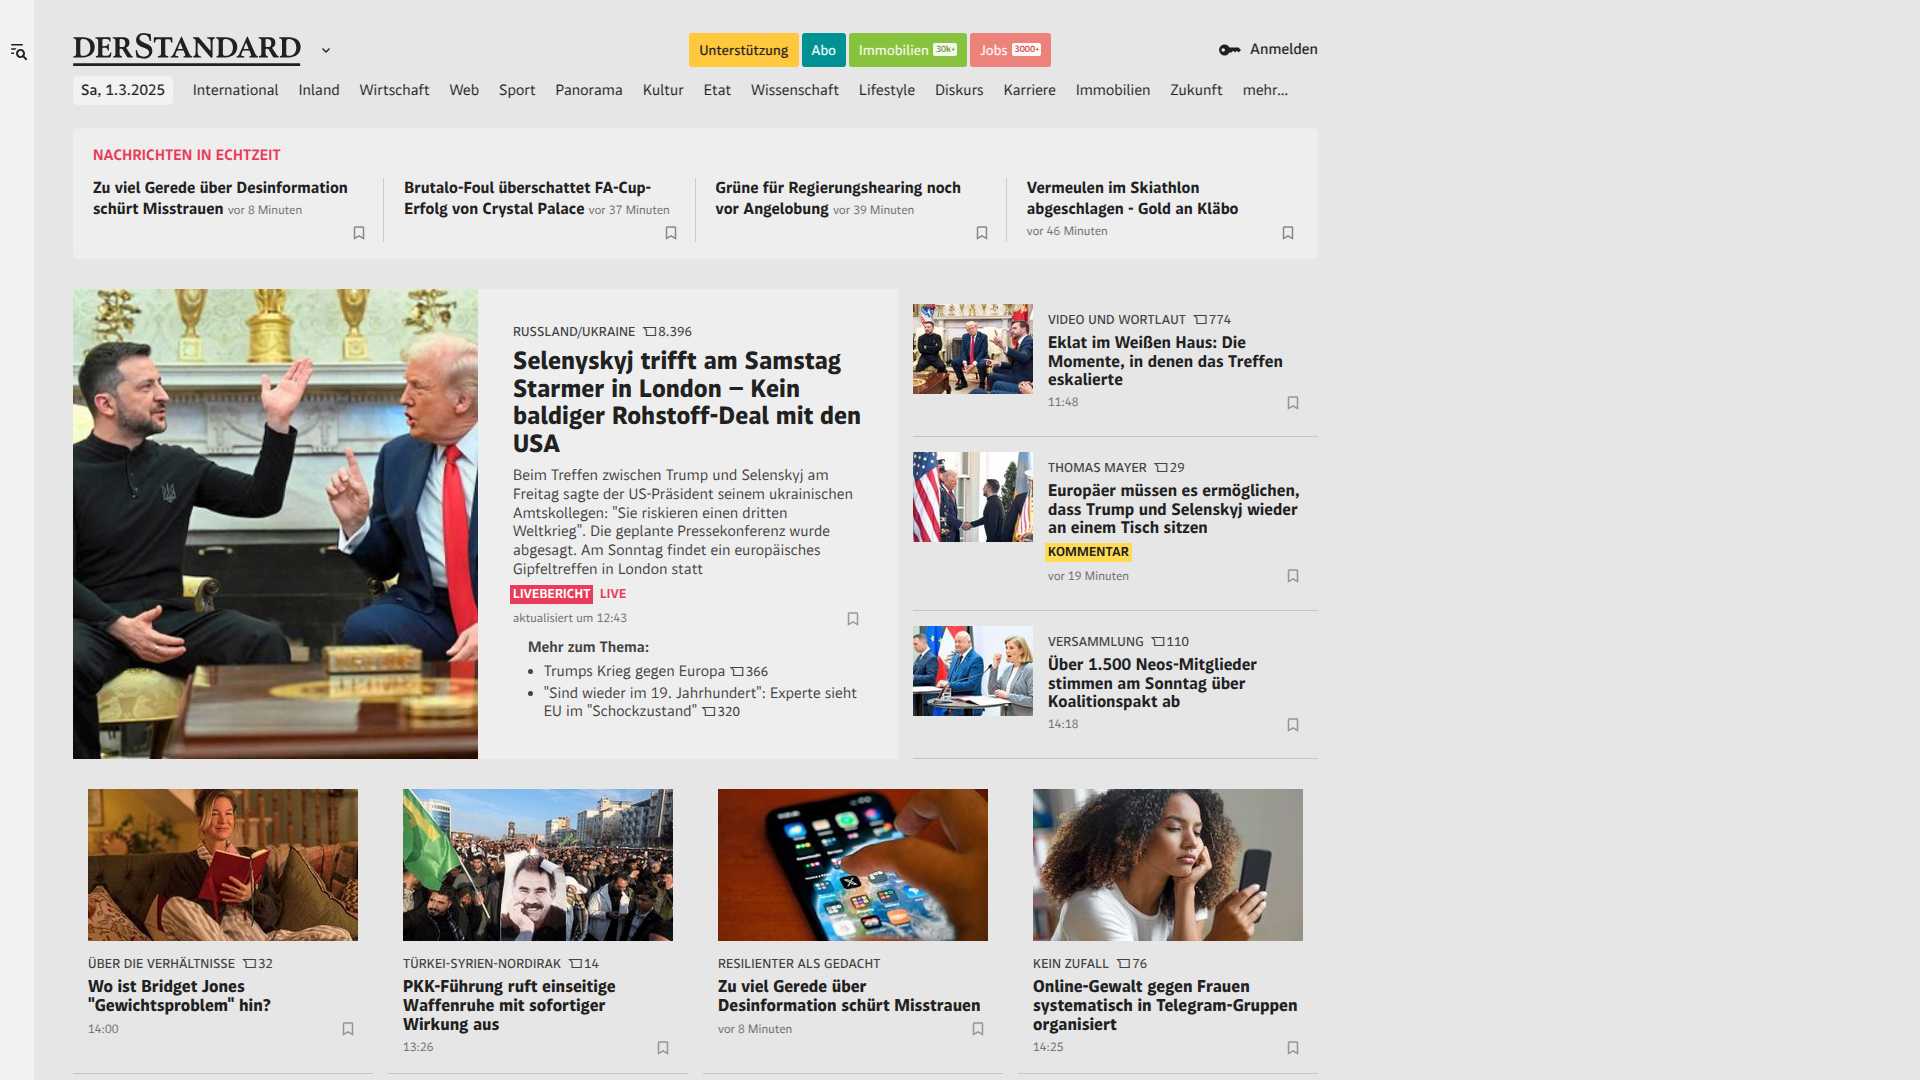 DERSTANDARD
Unterstützung
Abo
Immobilien 30k+
Jobs 3000+
Anmelden
Sa, 1.3.2025
International
Inland
Wirtschaft
Web
Sport
Panorama
Kultur
Etat
Wissenschaft
Lifestyle
Diskurs
Karriere
Immobilien
Zukunft
mehr...
NACHRICHTEN IN ECHTZEIT
Zu viel Gerede über Desinformation
schürt Misstrauen vor 8 Minuten
Brutalo-Foul überschattet FA-Cup-
Erfolg von Crystal Palace vor 37 Minuten
Grüne für Regierungshearing noch
vor Angelobung vor 39 Minuten
Vermeulen im Skiathlon
abgeschlagen - Gold an Kläbo
vor 46 Minuten
RUSSLAND/UKRAINE 8.396
Selenyskyj trifft am Samstag
Starmer in London – Kein
baldiger Rohstoff-Deal mit den
USA
Beim Treffen zwischen Trump und Selenskyj am
Freitag sagte der US-Präsident seinem ukrainischen
Amtskollegen: "Sie riskieren einen dritten
Weltkrieg". Die geplante Pressekonferenz wurde
abgesagt. Am Sonntag findet ein europäisches
Gipfeltreffen in London statt
LIVEBERICHT LIVE
aktualisiert um 12:43
Mehr zum Thema:
• Trumps Krieg gegen Europa 366
• "Sind wieder im 19. Jahrhundert": Experte sieht
EU im "Schockzustand" 320
VIDEO UND WORTLAUT 774
Eklat im Weißen Haus: Die
Momente, in denen das Treffen
eskalierte
11:48
THOMAS MAYER 29
Europäer müssen es ermöglichen,
dass Trump und Selenskyj wieder
an einem Tisch sitzen
KOMMENTAR
vor 19 Minuten
VERSAMMLUNG 110
Über 1.500 Neos-Mitglieder
stimmen am Sonntag über
Koalitionspakt ab
14:18
ÜBER DIE VERHÄLTNISSE 32
Wo ist Bridget Jones
"Gewichtsproblem" hin?
14:00
TÜRKEI-SYRIEN-NORDIRAK 14
PKK-Führung ruft einseitige
Waffenruhe mit sofortiger
Wirkung aus
13:26
RESILIENTER ALS GEDACHT
Zu viel Gerede über
Desinformation schürt Misstrauen
vor 8 Minuten
KEIN ZUFALL 76
Online-Gewalt gegen Frauen
systematisch in Telegram-Gruppen
organisiert
14:25